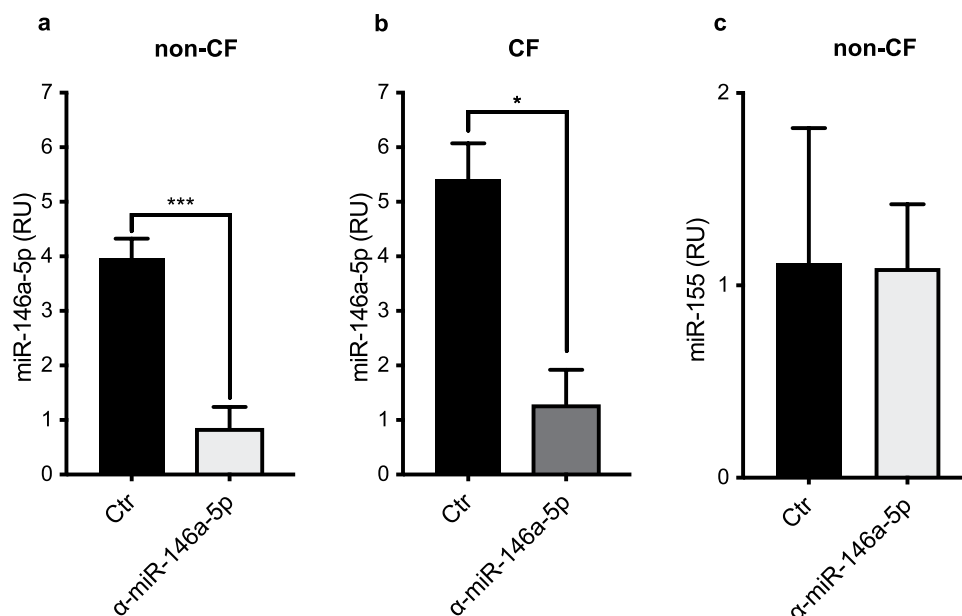 a
non-CF
7
6
5
4
3
2
1
0
miR-146a-5p (RU)
***
Ctr
α-miR-146a-5p
b
CF
7
6
5
4
3
2
1
0
miR-146a-5p (RU)
*
Ctr
α-miR-146a-5p
c
non-CF
2
1
0
miR-155 (RU)
Ctr
α-miR-146a-5p